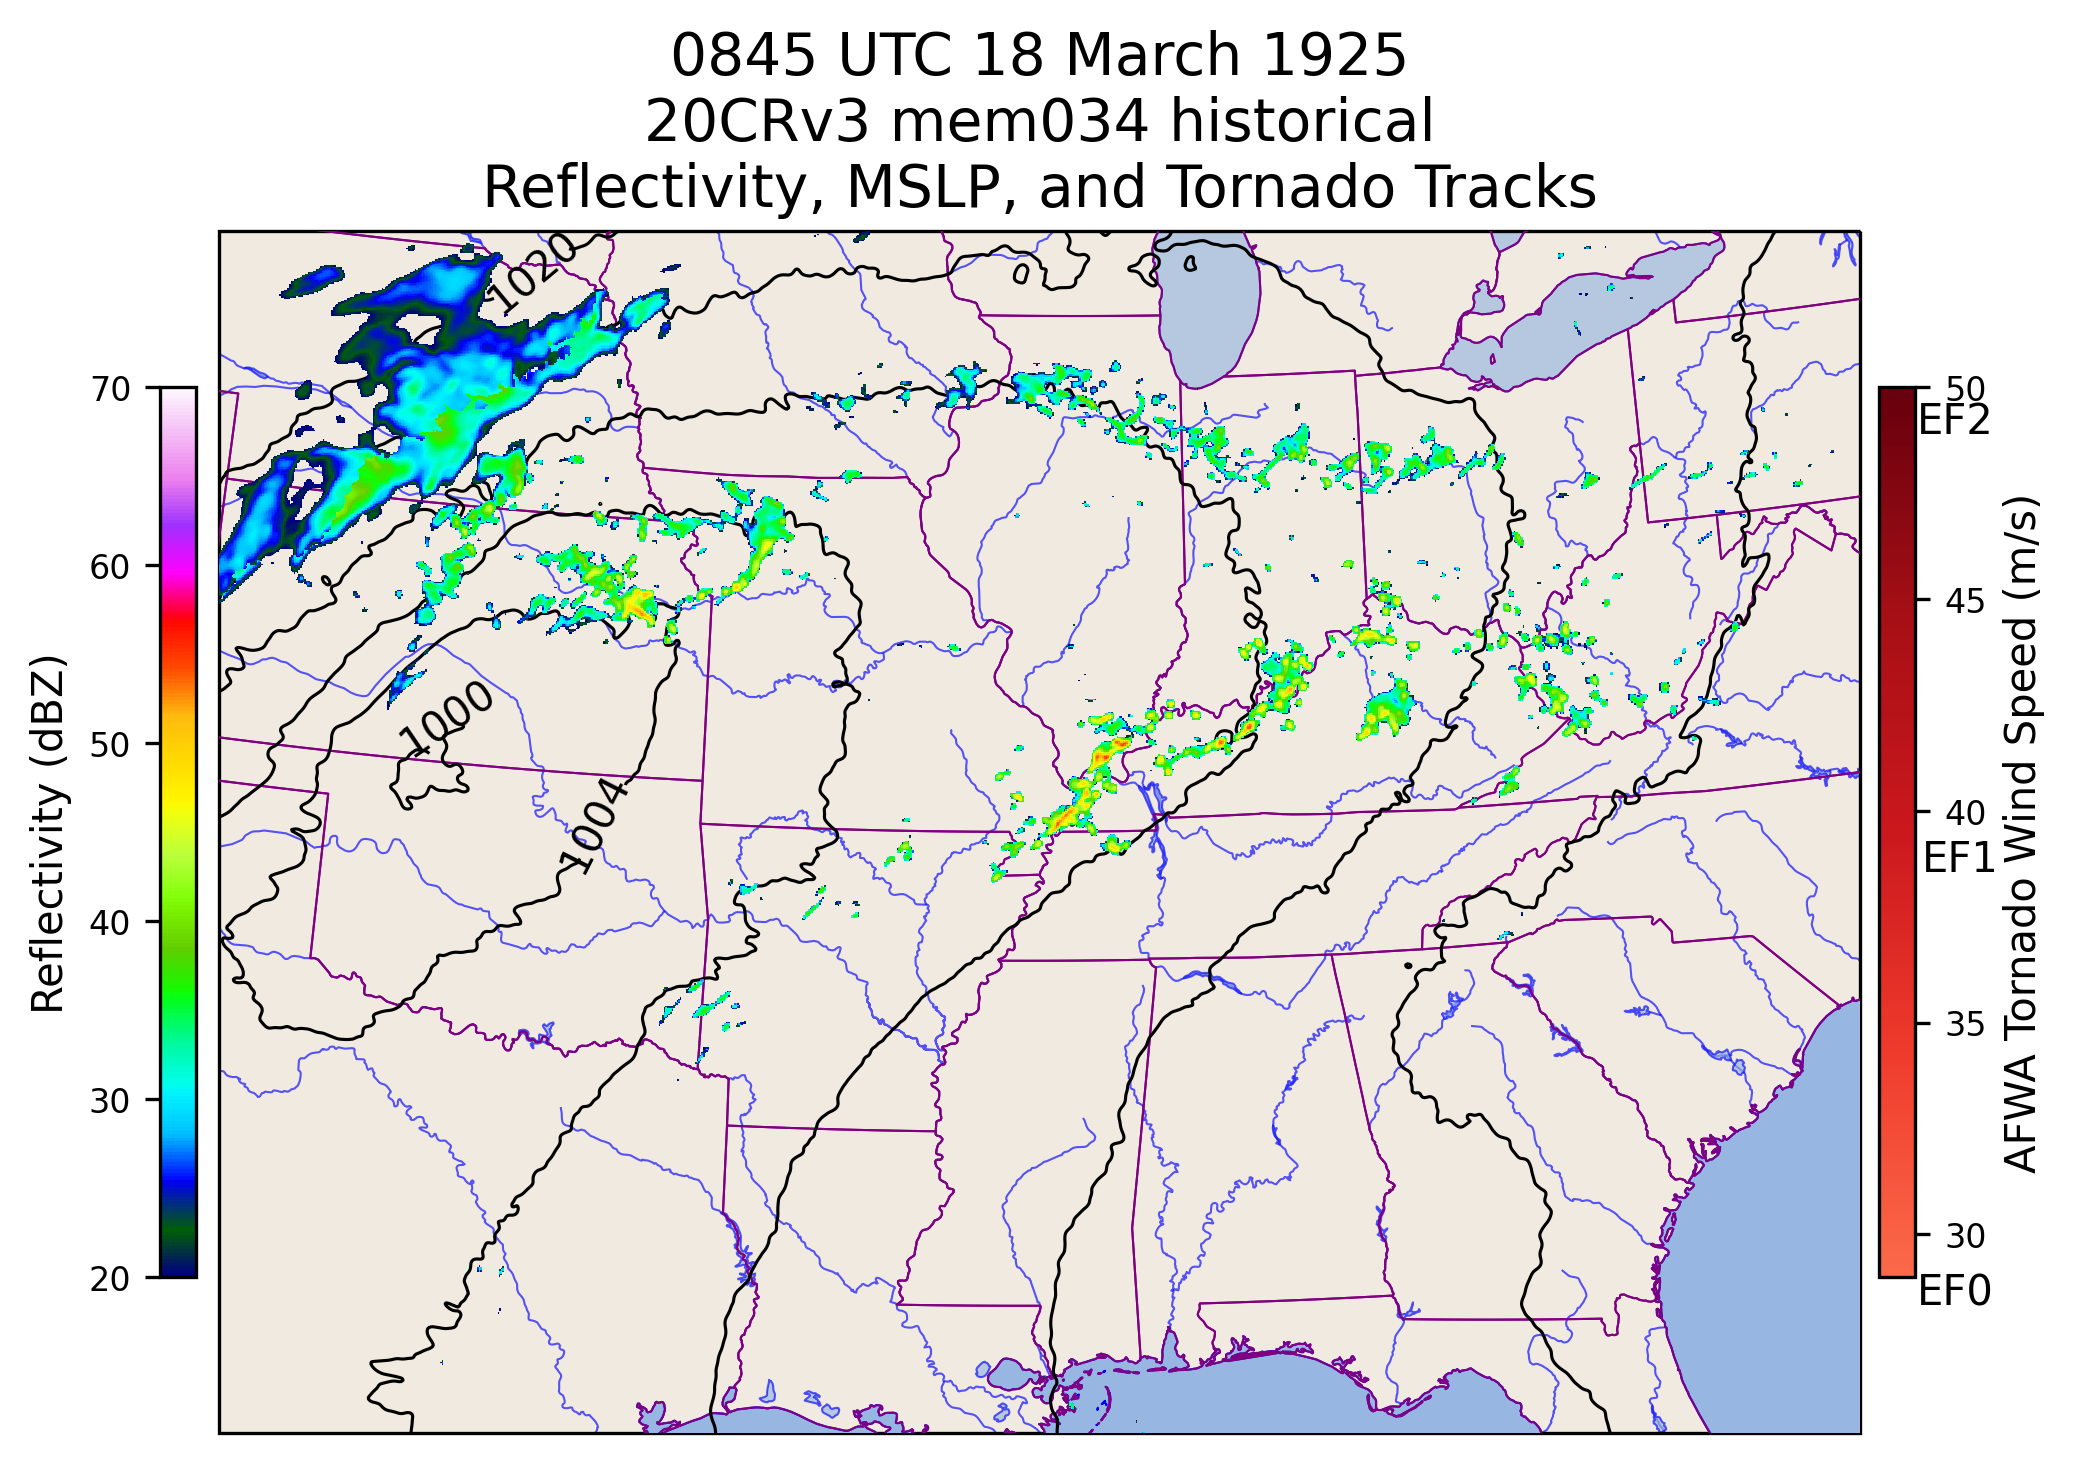 0845 UTC 18 March 1925
20CRv3 mem034 historical
Reflectivity, MSLP, and Tornado Tracks
1020
1000
1004
70
60
50
40
30
20
Reflectivity (dBZ)
50
EF2
45
40
EF1
35
30
EF0
AFWA Tornado Wind Speed (m/s)